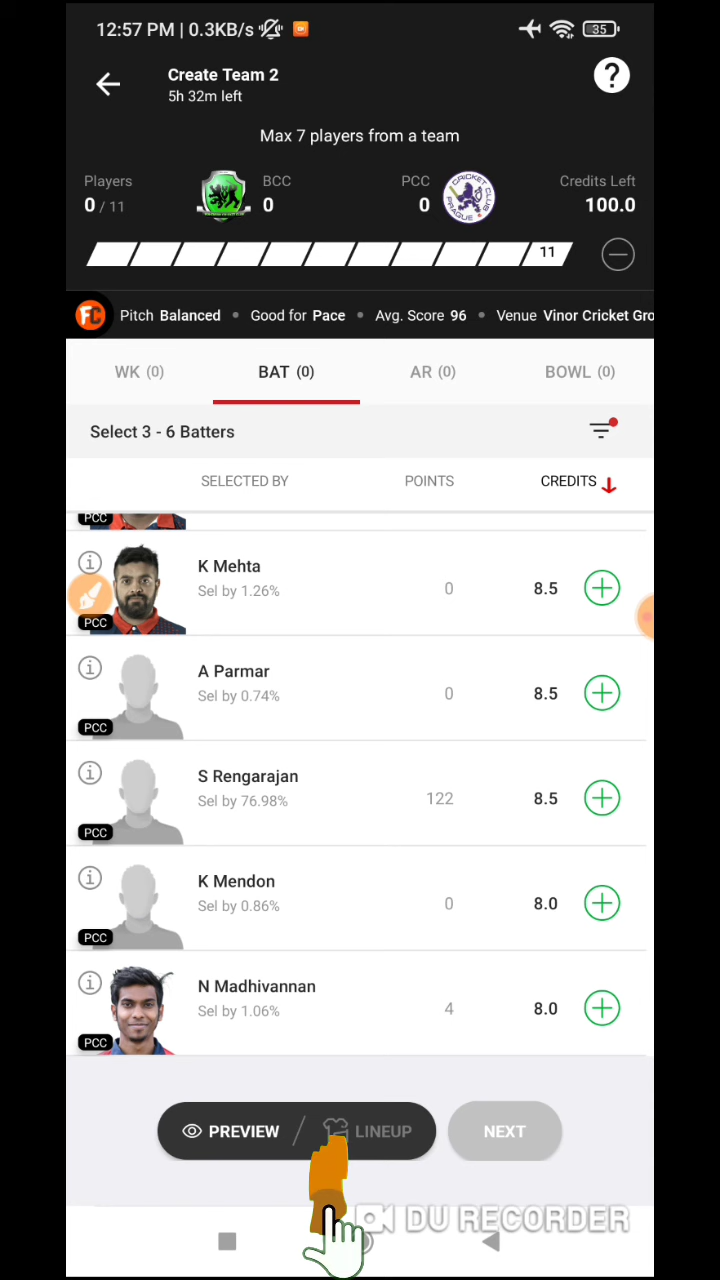 12:57 PM | 0.3KB/s 35
Create Team 2
5h 32m left
?
Max 7 players from a team
Players BCC PCC Credits Left
0 / 11 0 0 100.0
CRICKET CLUB PRAGUE
11
FC Pitch Balanced • Good for Pace • Avg. Score 96 • Venue Vinor Cricket Gro
WK (0) BAT (0) AR (0) BOWL (0)
Select 3 - 6 Batters
SELECTED BY POINTS CREDITS
PCC
K Mehta
Sel by 1.26% 0 8.5
PCC
A Parmar
Sel by 0.74% 0 8.5
PCC
S Rengarajan
Sel by 76.98% 122 8.5
PCC
K Mendon
Sel by 0.86% 0 8.0
PCC
N Madhivannan
Sel by 1.06% 4 8.0
PCC
PREVIEW / LINEUP NEXT
DU RECORDER